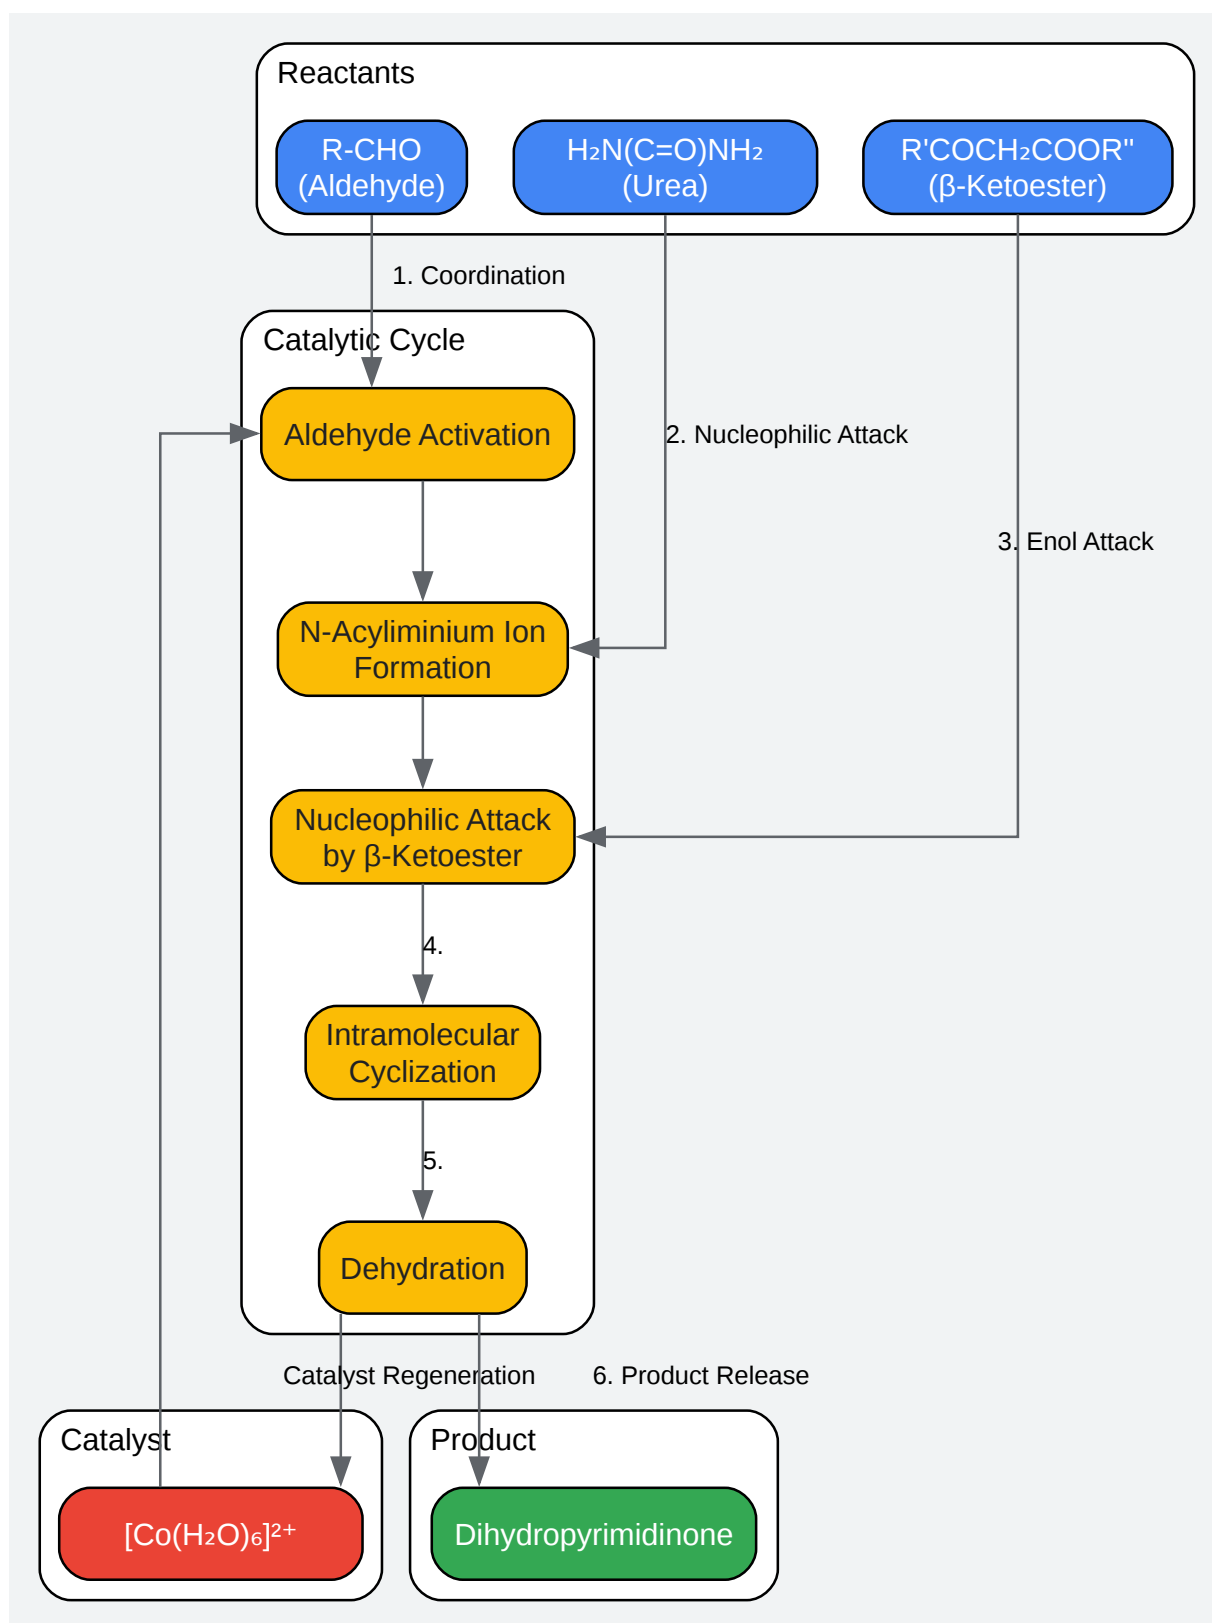 Reactants
R-CHO
(Aldehyde)
H₂N(C=O)NH₂
(Urea)
R'COCH₂COOR"
(β-Ketoester)
1. Coordination
Catalytic Cycle
Aldehyde Activation
2. Nucleophilic Attack
3. Enol Attack
N-Acyliminium Ion
Formation
Nucleophilic Attack
by β-Ketoester
4.
Intramolecular
Cyclization
5.
Dehydration
Catalyst Regeneration
6. Product Release
Catalyst
[Co(H₂O)₆]²⁺
Product
Dihydropyrimidinone